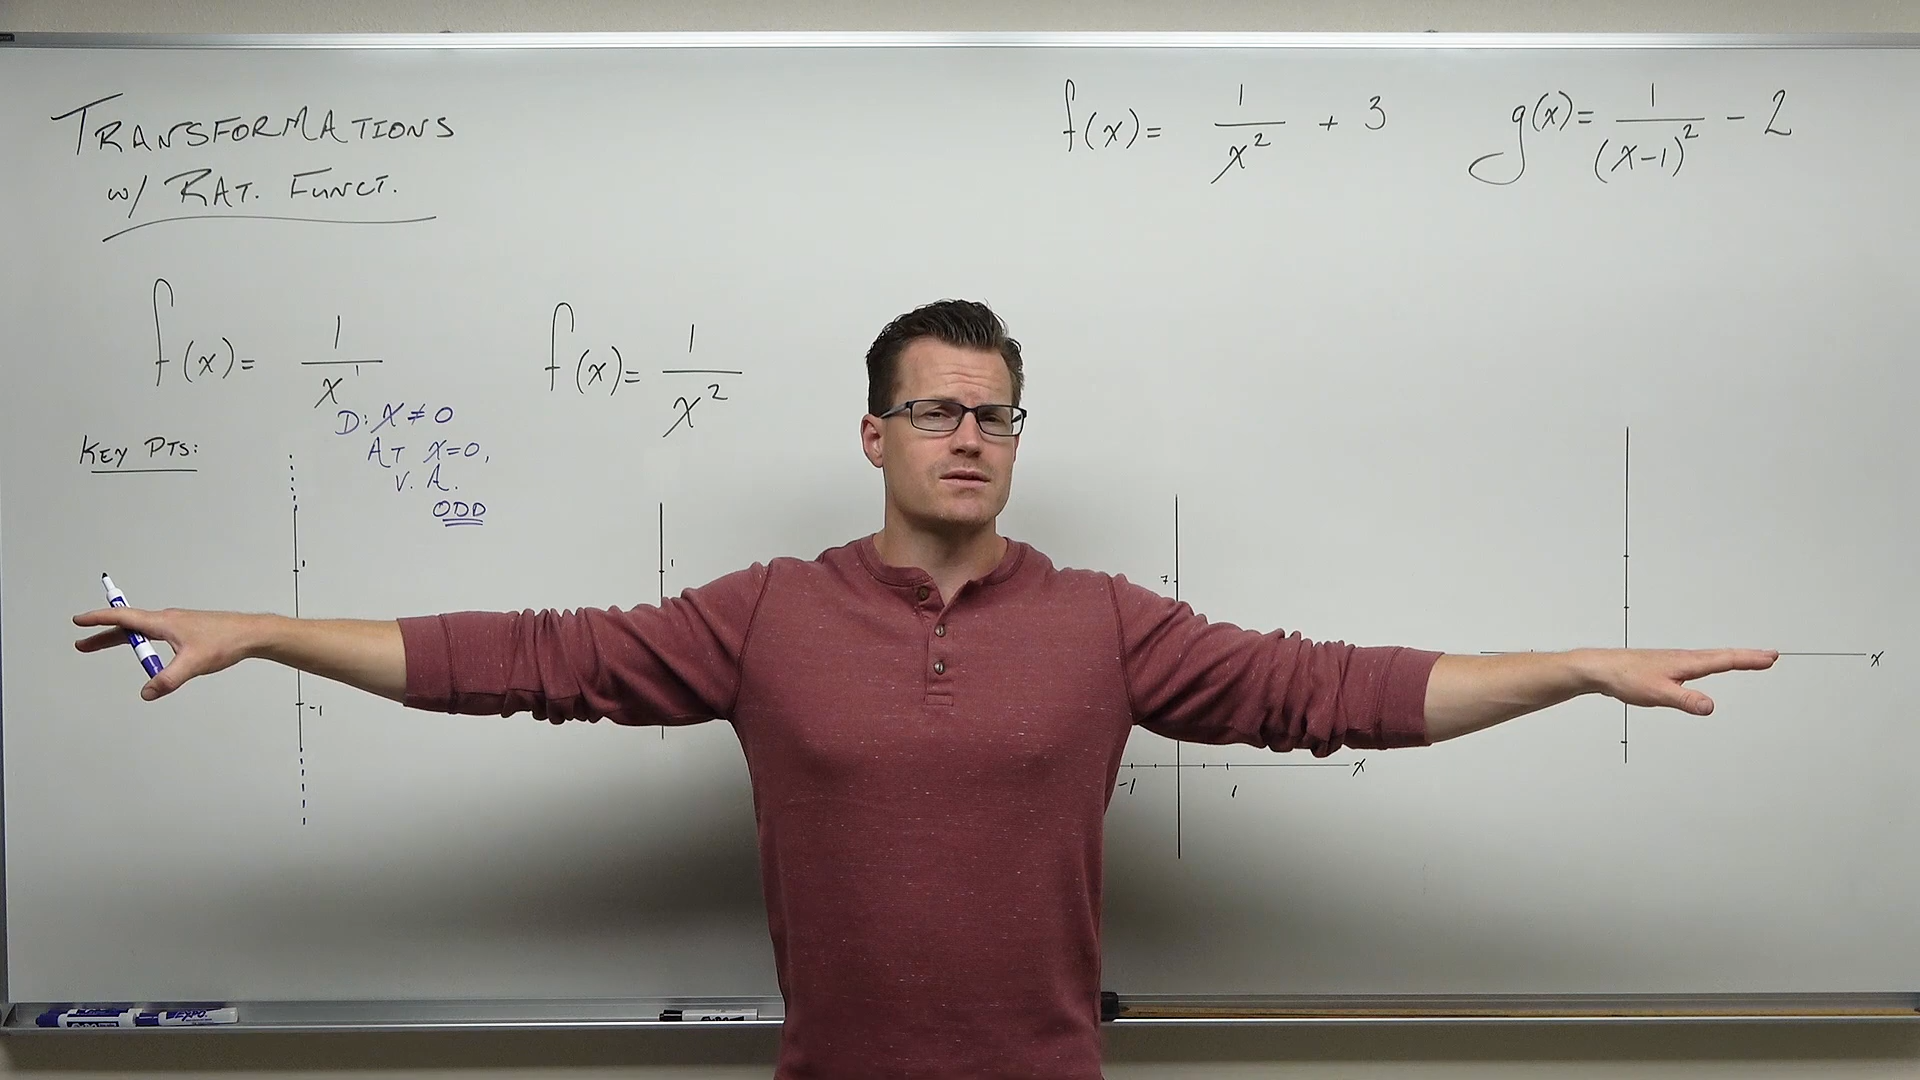 TRANSFORMATIONS
w/ RAT. FUNCT.
f(x) = 1/x¹
D: x ≠ 0
AT x=0,
V. A.
ODD
KEY PTS:
1
-1
f(x) = 1/x²
1
f(x) = 1/x² + 3
7
-1 1 x
g(x) = 1/(x-1)² - 2
x
EXPO